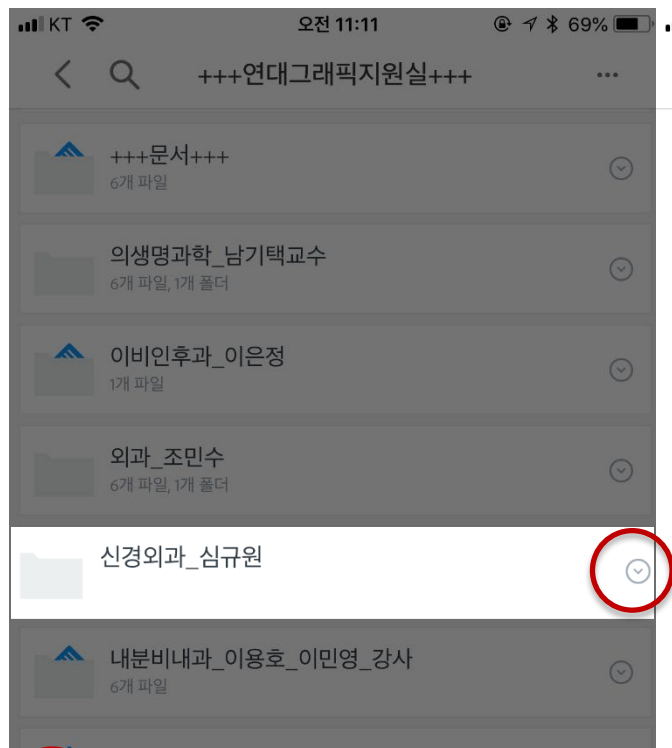 KT
오전 11:11
69%
+++연대그래픽지원실+++
+++문서+++
6개 파일
의생명과학_남기택교수
6개 파일, 1개 폴더
이비인후과_이은정
1개 파일
외과_조민수
6개 파일, 1개 폴더
신경외과_심규원
내분비내과_이용호_이민영_강사
6개 파일